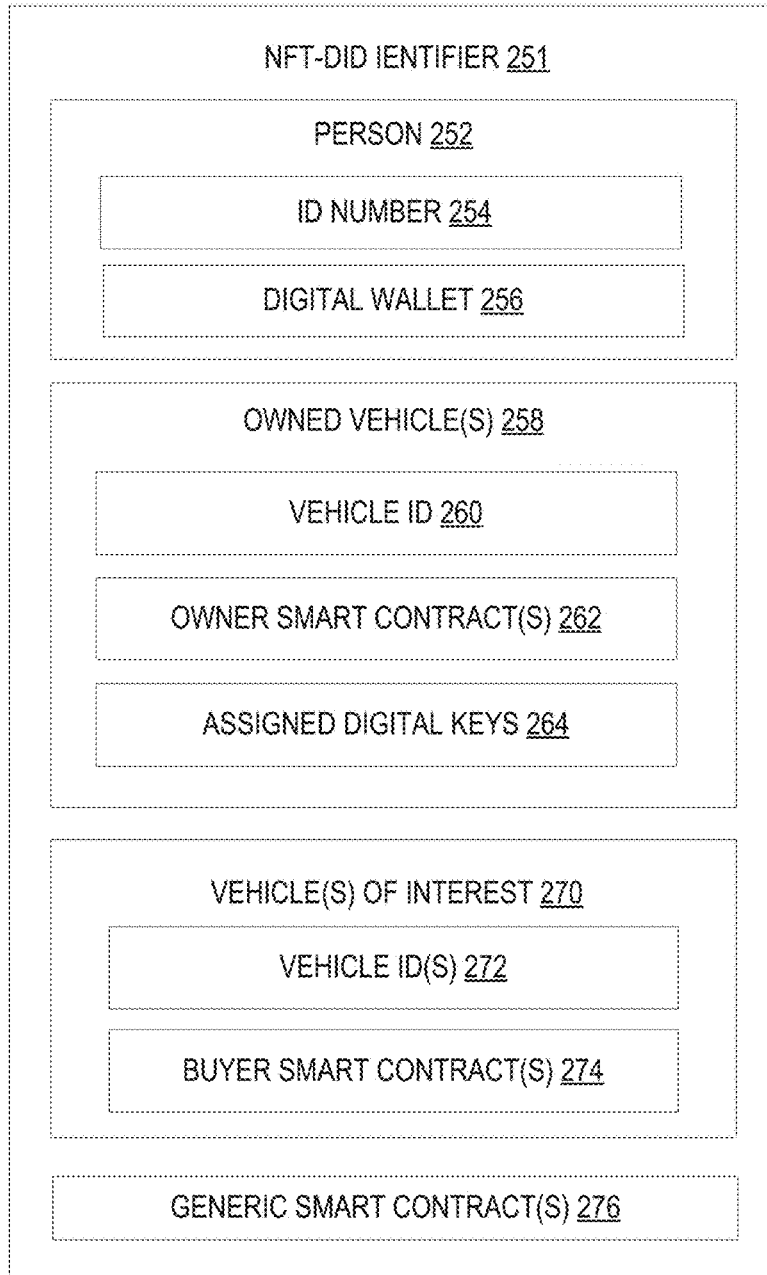 NFT-DID IENTIFIER 251
PERSON 252
ID NUMBER 254
DIGITAL WALLET 256
OWNED VEHICLE(S) 258
VEHICLE ID 260
OWNER SMART CONTRACT(S) 262
ASSIGNED DIGITAL KEYS 264
VEHICLE(S) OF INTEREST 270
VEHICLE ID(S) 272
BUYER SMART CONTRACT(S) 274
GENERIC SMART CONTRACT(S) 276